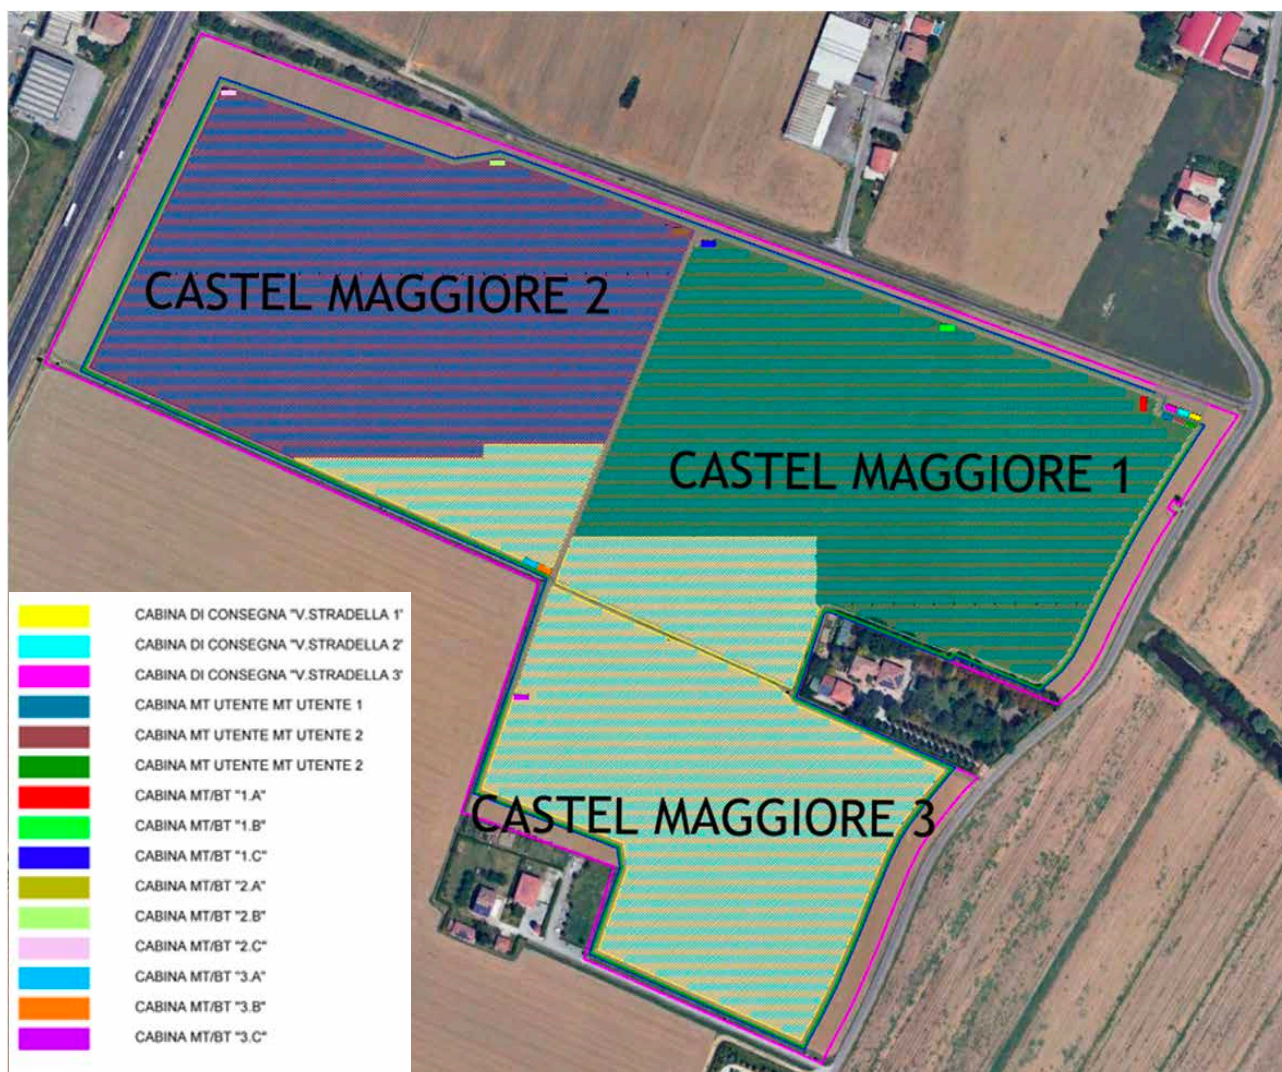 CASTEL MAGGIORE 2
CASTEL MAGGIORE 1
CASTEL MAGGIORE 3
CABINA DI CONSEGNA "V.STRADELLA 1'
CABINA DI CONSEGNA "V.STRADELLA 2'
CABINA DI CONSEGNA "V.STRADELLA 3'
CABINA MT UTENTE MT UTENTE 1
CABINA MT UTENTE MT UTENTE 2
CABINA MT UTENTE MT UTENTE 2
CABINA MT/BT "1.A"
CABINA MT/BT "1.B"
CABINA MT/BT "1.C"
CABINA MT/BT "2.A"
CABINA MT/BT "2.B"
CABINA MT/BT "2.C"
CABINA MT/BT "3.A"
CABINA MT/BT "3.B"
CABINA MT/BT "3.C"